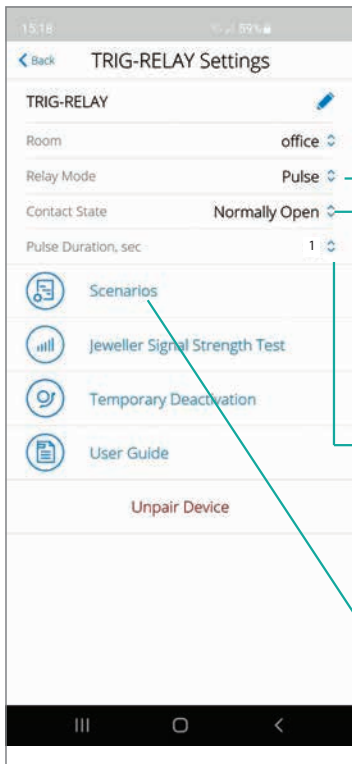 15:18 59%
Back TRIG-RELAY Settings
TRIG-RELAY
Room office
Relay Mode Pulse
Contact State Normally Open
Pulse Duration, sec 1
Scenarios
Jeweller Signal Strength Test
Temporary Deactivation
User Guide
Unpair Device